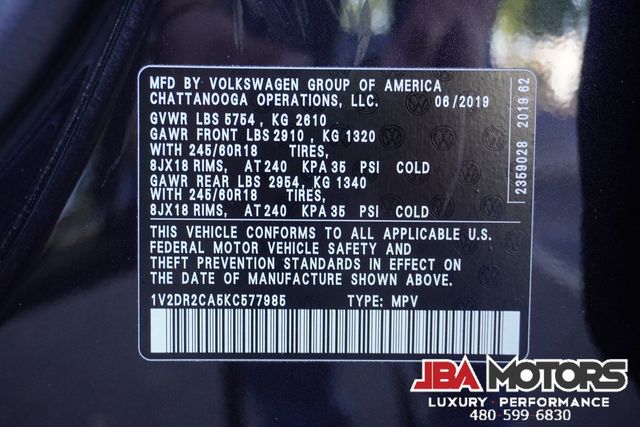 MFD BY VOLKSWAGEN GROUP OF AMERICA
CHATTANOOGA OPERATIONS, LLC. 06/2019
GVWR LBS 5754 , KG 2610
GAWR FRONT LBS 2910 , KG 1320
WITH 245/60R18 TIRES,
8JX18 RIMS, AT 240 KPA 35 PSI COLD
GAWR REAR LBS 2954, KG 1340
WITH 245/60R18 TIRES,
8JX18 RIMS, AT 240 KPA 35 PSI COLD
THIS VEHICLE CONFORMS TO ALL APPLICABLE U.S.
FEDERAL MOTOR VEHICLE SAFETY AND
THEFT PREVENTION STANDARDS IN EFFECT ON
THE DATE OF MANUFACTURE SHOWN ABOVE.
1V2DR2CA5KC577985 TYPE: MPV
2359028 2019 62
JBA MOTORS
LUXURY - PERFORMANCE
480-599-6830